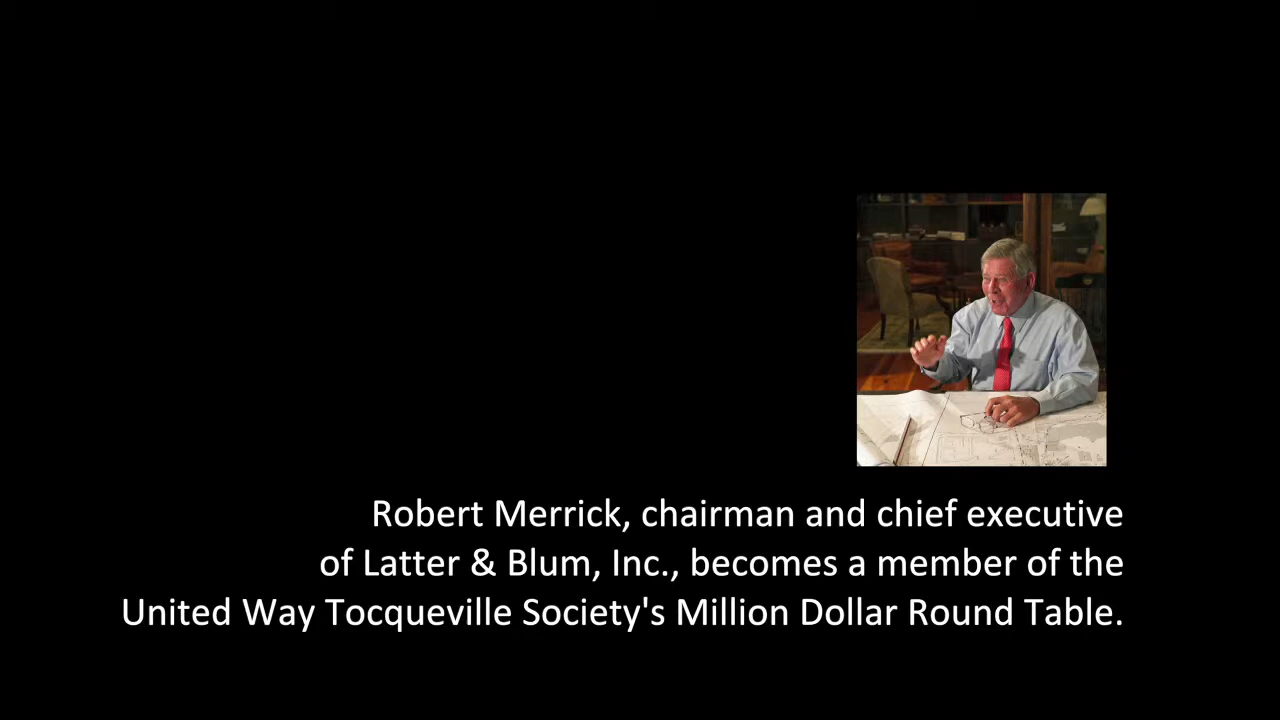 Robert Merrick, chairman and chief executive
of Latter & Blum, Inc., becomes a member of the
United Way Tocqueville Society's Million Dollar Round Table.